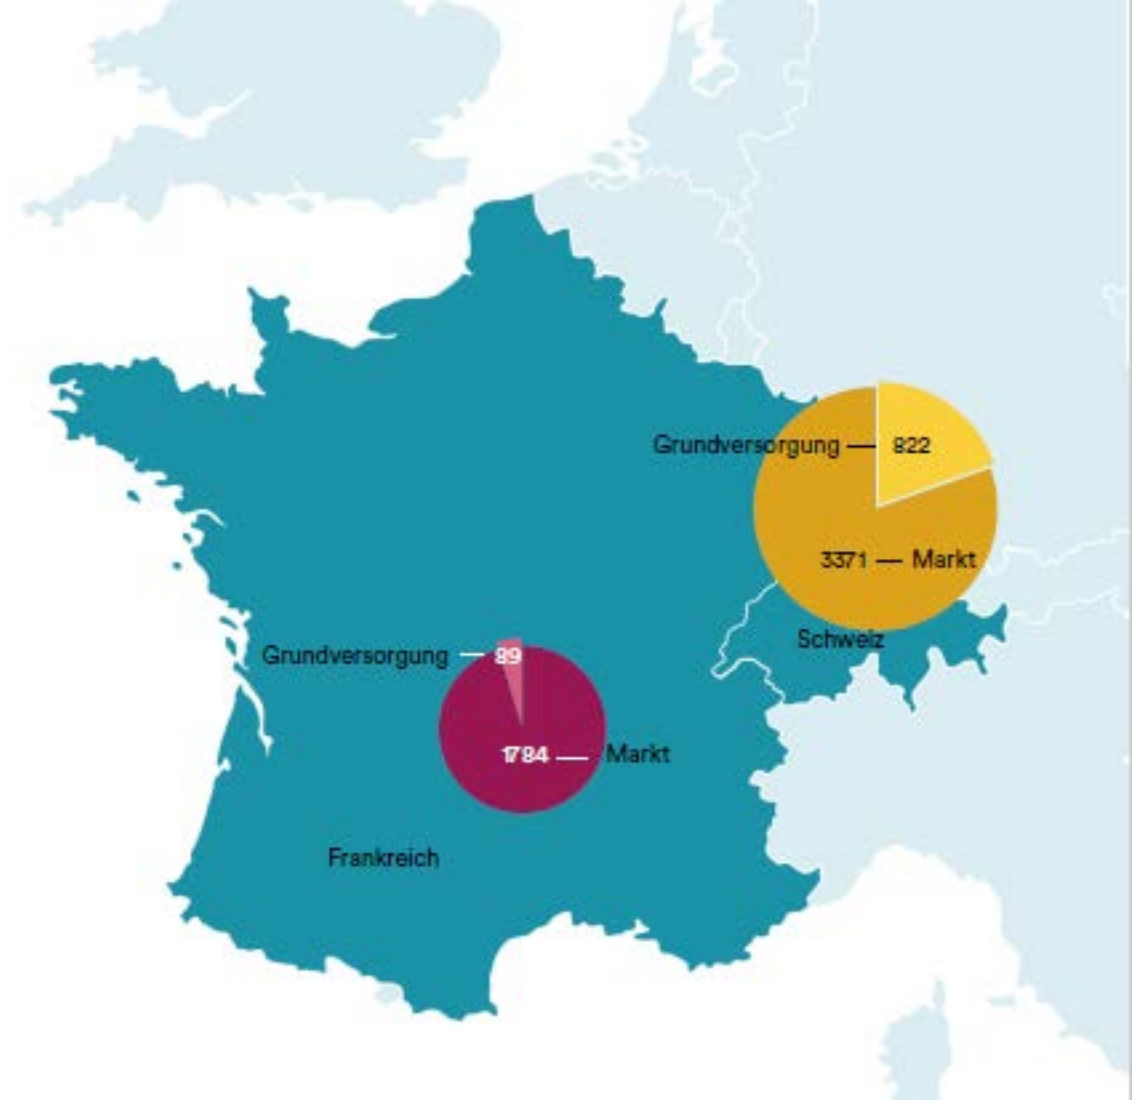 Grundversorgung 822
3371 Markt
Schweiz
Grundversorgung 89
1784 Markt
Frankreich